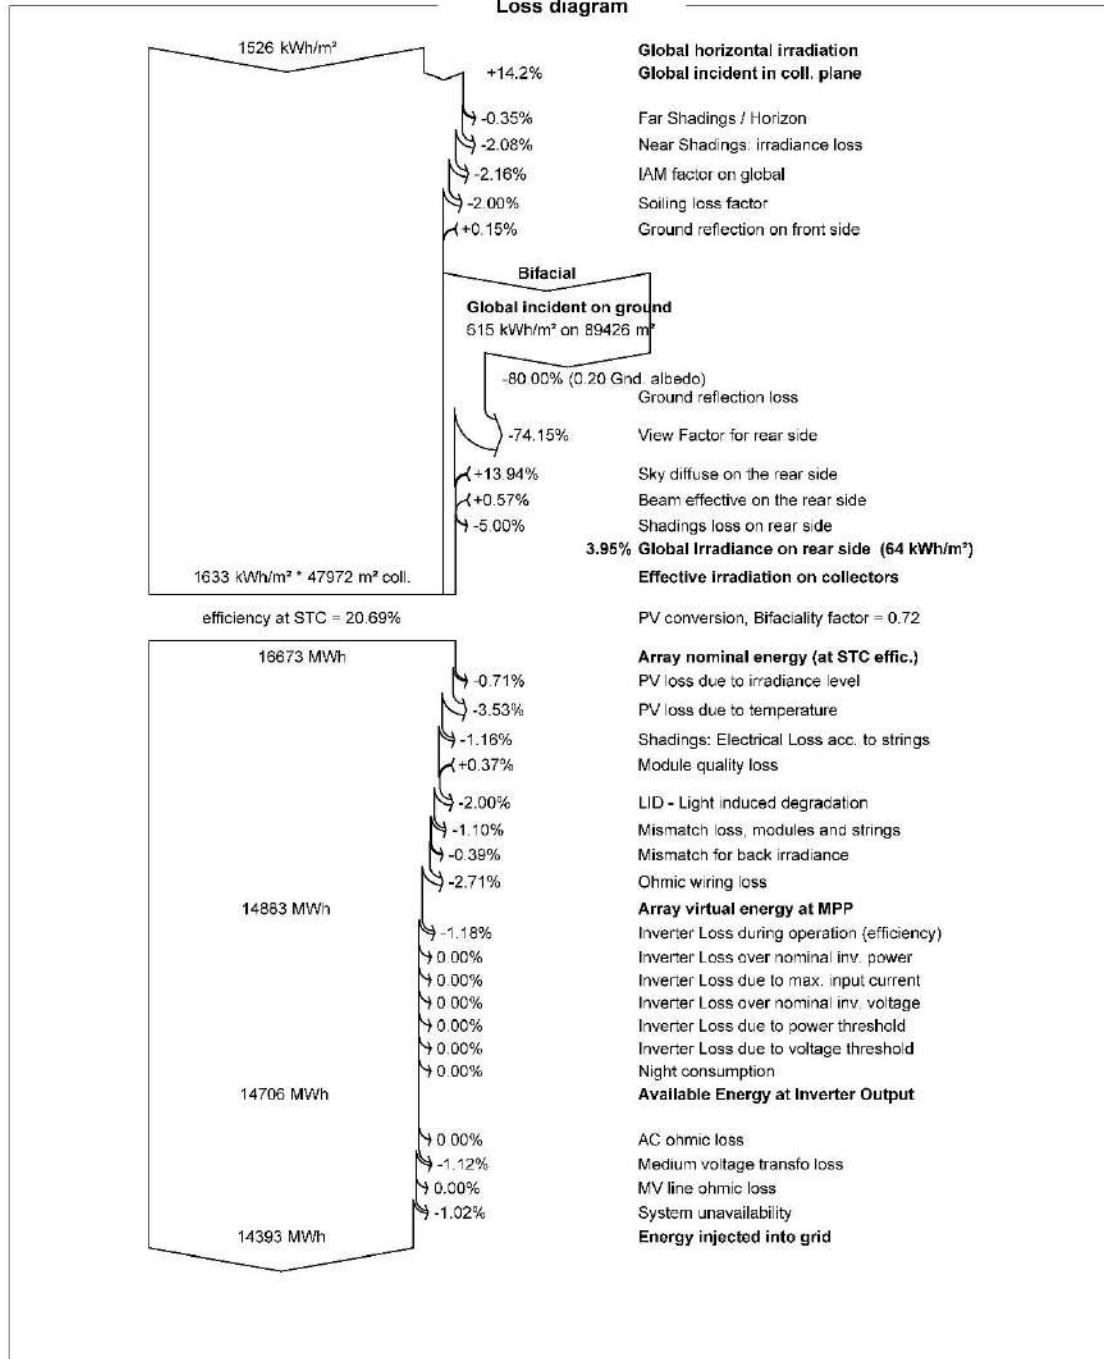 Loss diagram
1526 kWh/m²
Global horizontal irradiation
+14.2%
Global incident in coll. plane
-0.35%
Far Shadings / Horizon
-2.08%
Near Shadings: irradiance loss
-2.16%
IAM factor on global
-2.00%
Soiling loss factor
+0.15%
Ground reflection on front side
Bifacial
Global incident on ground
615 kWh/m² on 89426 m²
-80.00% (0.20 Gnd. albedo)
Ground reflection loss
-74.15%
View Factor for rear side
+13.94%
Sky diffuse on the rear side
+0.57%
Beam effective on the rear side
-5.00%
Shadings loss on rear side
3.95% Global Irradiance on rear side (64 kWh/m²)
1633 kWh/m² * 47972 m² coll.
Effective irradiation on collectors
efficiency at STC = 20.69%
PV conversion, Bifaciality factor = 0.72
16673 MWh
Array nominal energy (at STC effic.)
-0.71%
PV loss due to irradiance level
-3.53%
PV loss due to temperature
-1.16%
Shadings: Electrical Loss acc. to strings
+0.37%
Module quality loss
-2.00%
LID - Light induced degradation
-1.10%
Mismatch loss, modules and strings
-0.39%
Mismatch for back irradiance
-2.71%
Ohmic wiring loss
14883 MWh
Array virtual energy at MPP
-1.18%
Inverter Loss during operation (efficiency)
0.00%
Inverter Loss over nominal inv. power
0.00%
Inverter Loss due to max. input current
0.00%
Inverter Loss over nominal inv. voltage
0.00%
Inverter Loss due to power threshold
0.00%
Inverter Loss due to voltage threshold
0.00%
Night consumption
14706 MWh
Available Energy at Inverter Output
0.00%
AC ohmic loss
-1.12%
Medium voltage transfo loss
0.00%
MV line ohmic loss
-1.02%
System unavailability
14393 MWh
Energy injected into grid